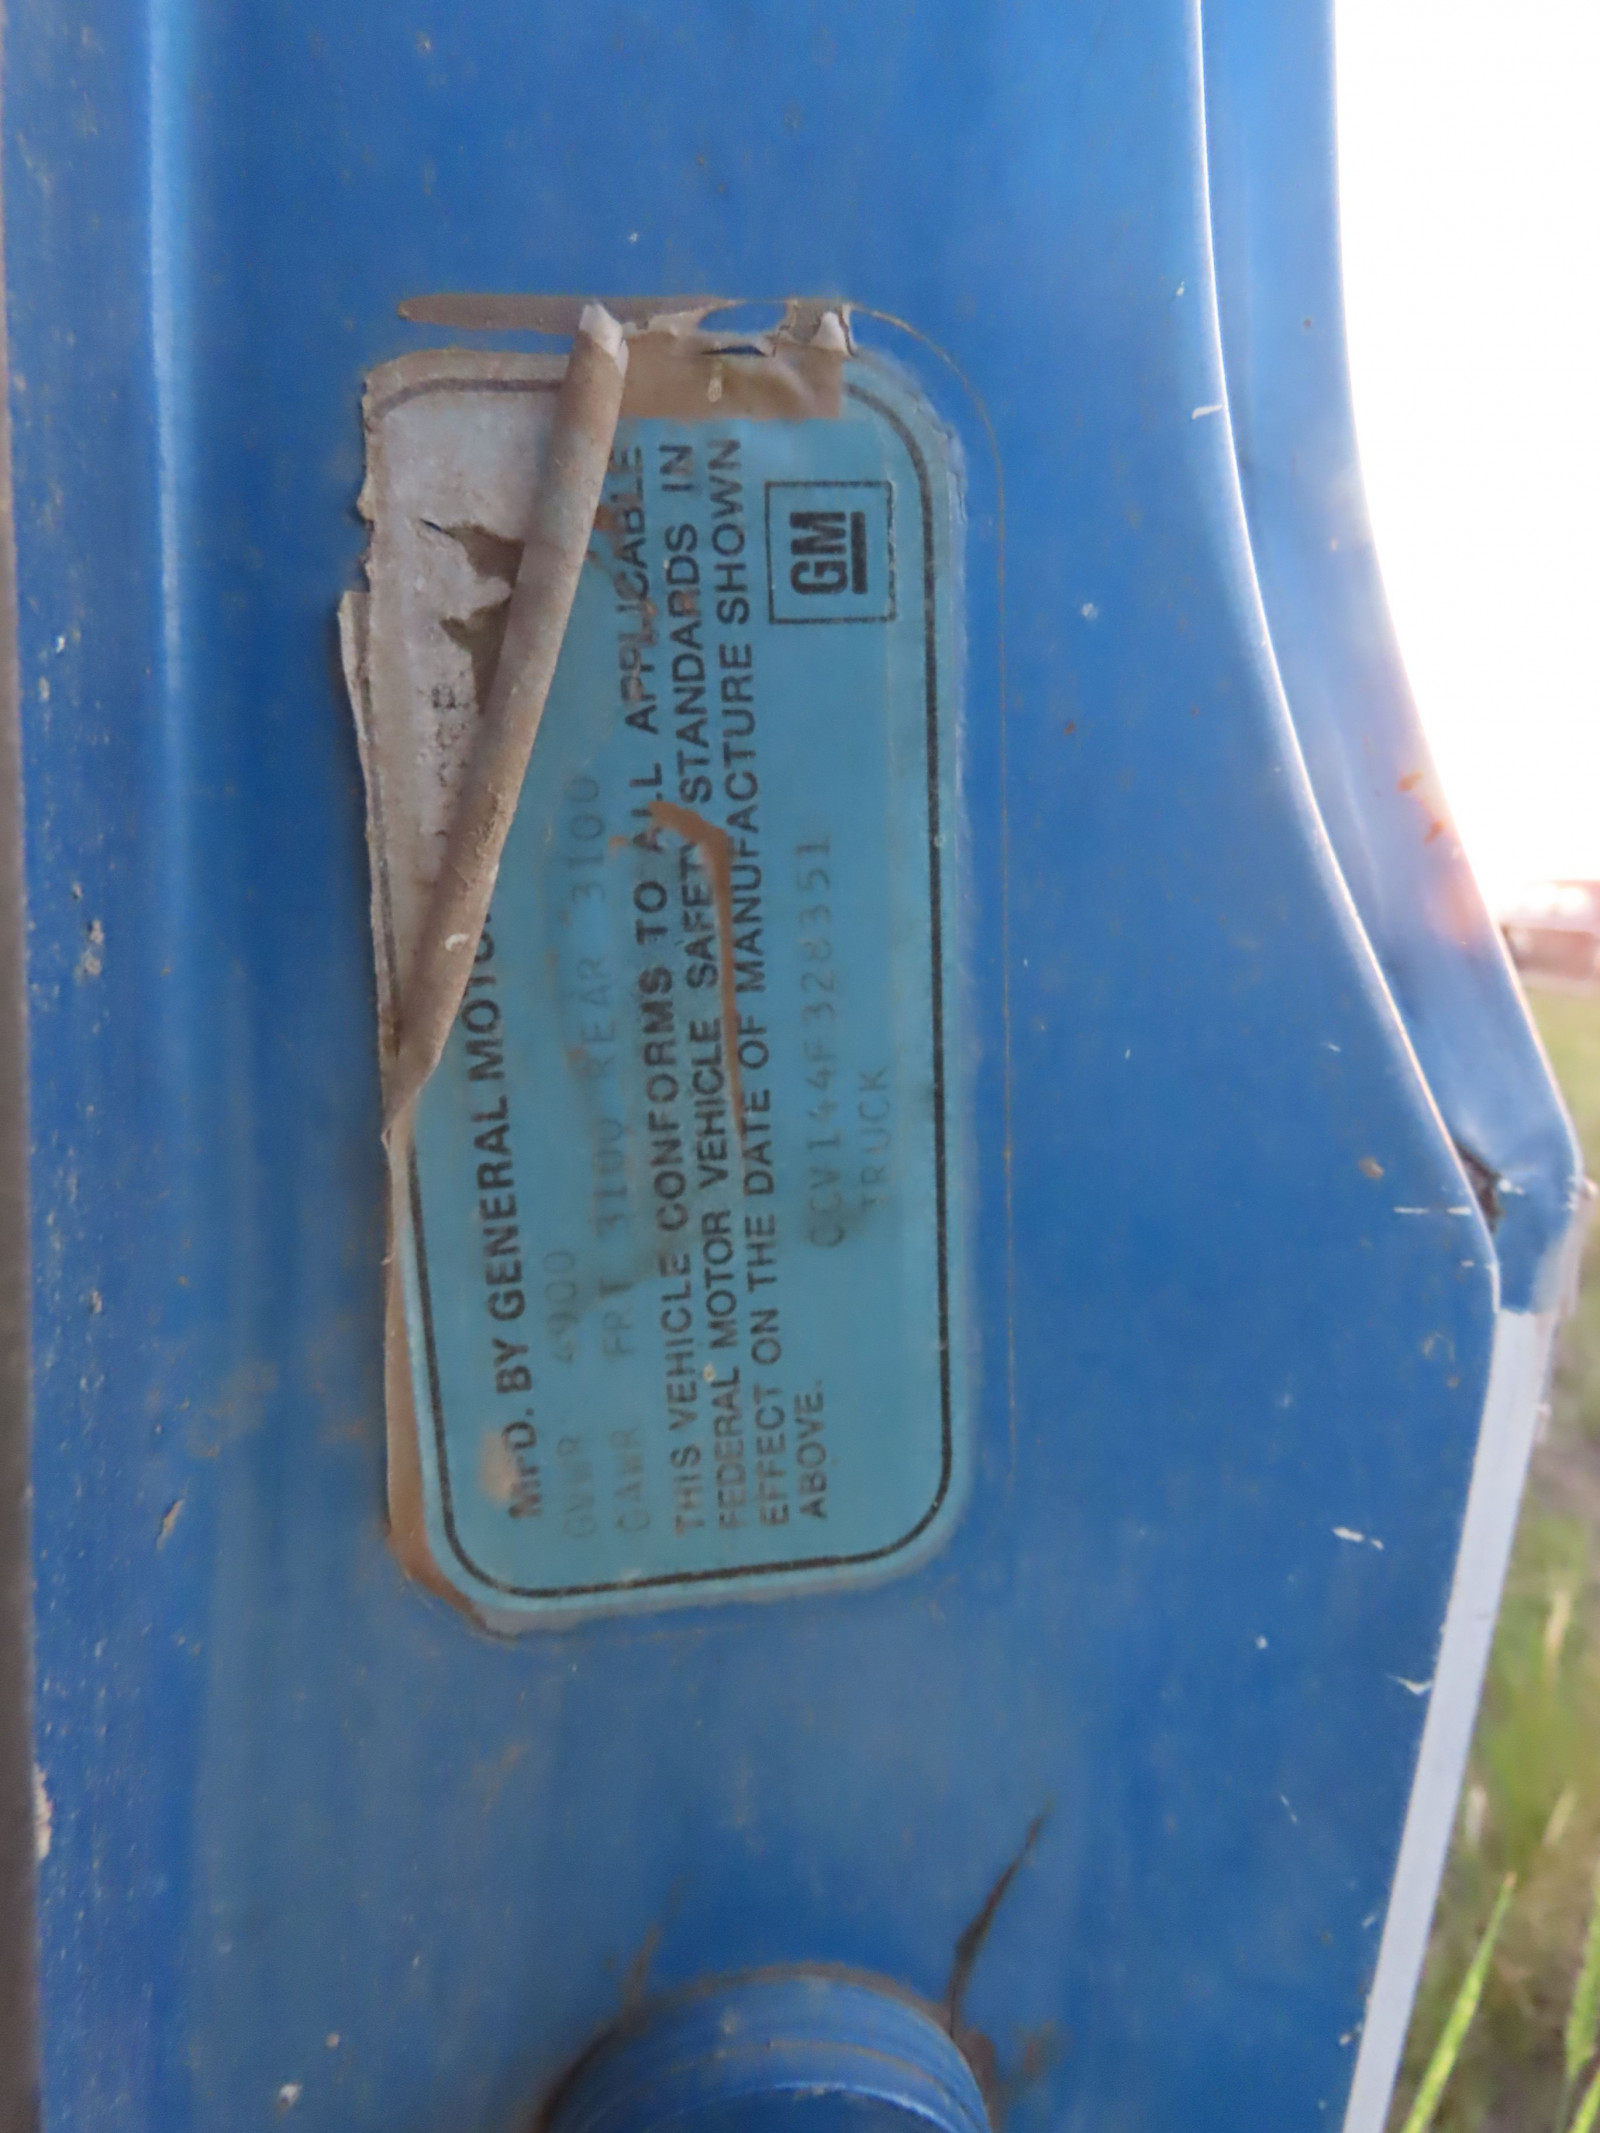 MFD. BY GENERAL MOTO
GVWR 4900
GAWR FRT 3100 REAR 3100
THIS VEHICLE CONFORMS TO ALL APPLICABLE
FEDERAL MOTOR VEHICLE SAFETY STANDARDS IN
EFFECT ON THE DATE OF MANUFACTURE SHOWN
ABOVE.
CCV144F328351
TRUCK
GM